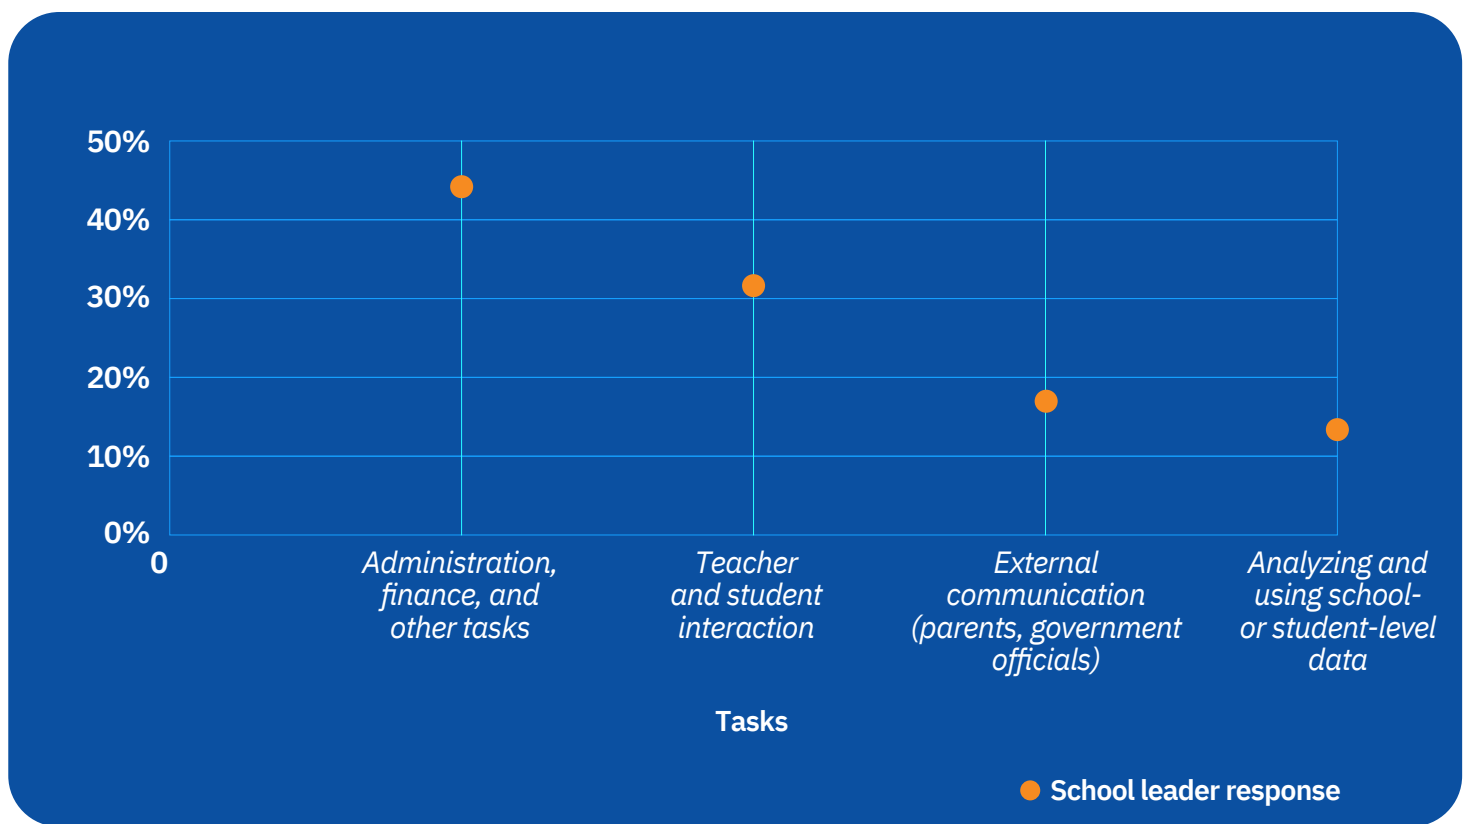 50%
40%
30%
20%
10%
0%
0
Administration,
finance, and
other tasks
Teacher
and student
interaction
External
communication
(parents, government
officials)
Analyzing and
using school-
or student-level
data
Tasks
School leader response